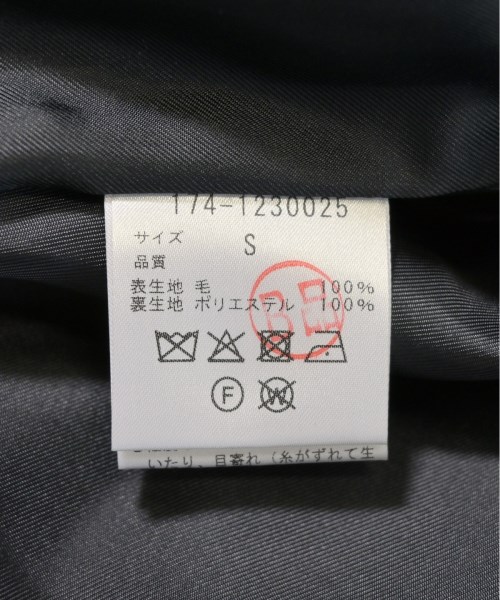 174-1230025
サイズ S
品質
表生地 毛 100%
裏生地 ポリエステル 100%
F
W
いたり、目寄れ(糸がずれて生